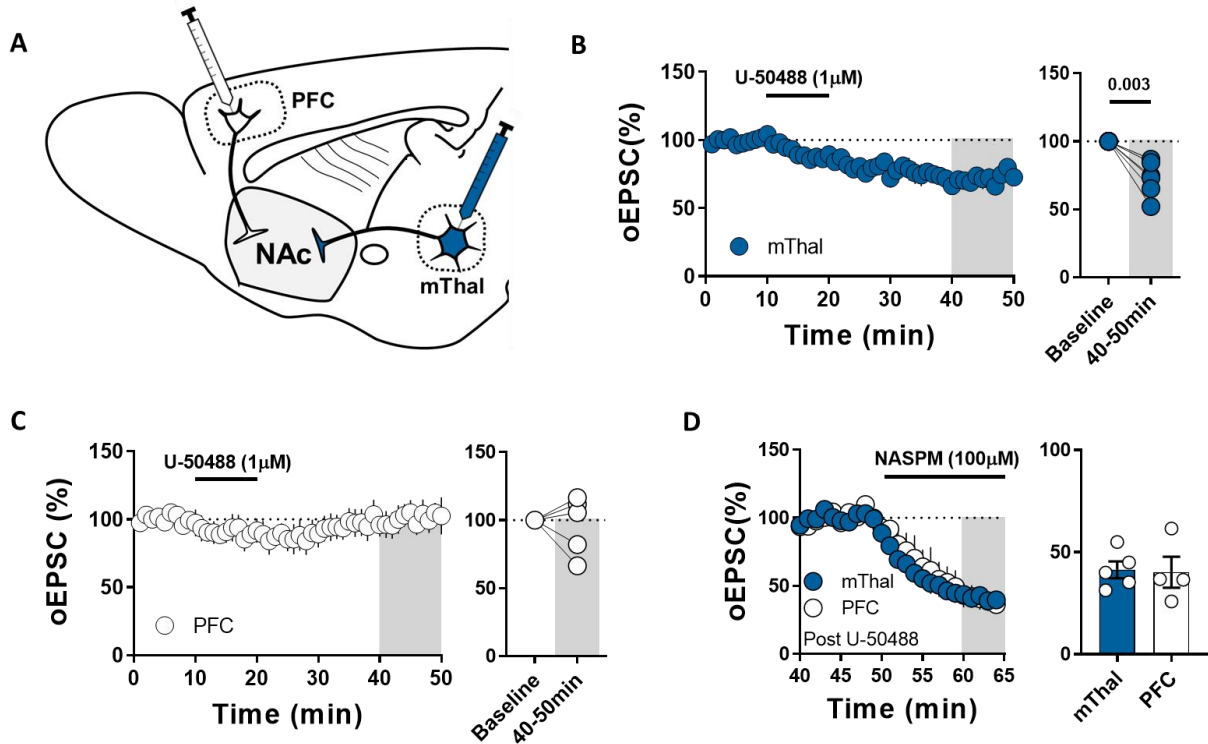 A
PFC
NAc
mThal
B
U-50488 (1μM)
150
100
50
0
oEPSC(%)
mThal
0 10 20 30 40 50
Time (min)
0.003
150
100
50
0
Baseline
40-50min
C
U-50488 (1μM)
150
100
50
0
oEPSC (%)
PFC
0 10 20 30 40 50
Time (min)
150
100
50
0
Baseline
40-50min
D
NASPM (100μM)
150
100
50
0
oEPSC(%)
mThal
PFC
Post U-50488
40 45 50 55 60 65
Time (min)
100
50
0
mThal
PFC